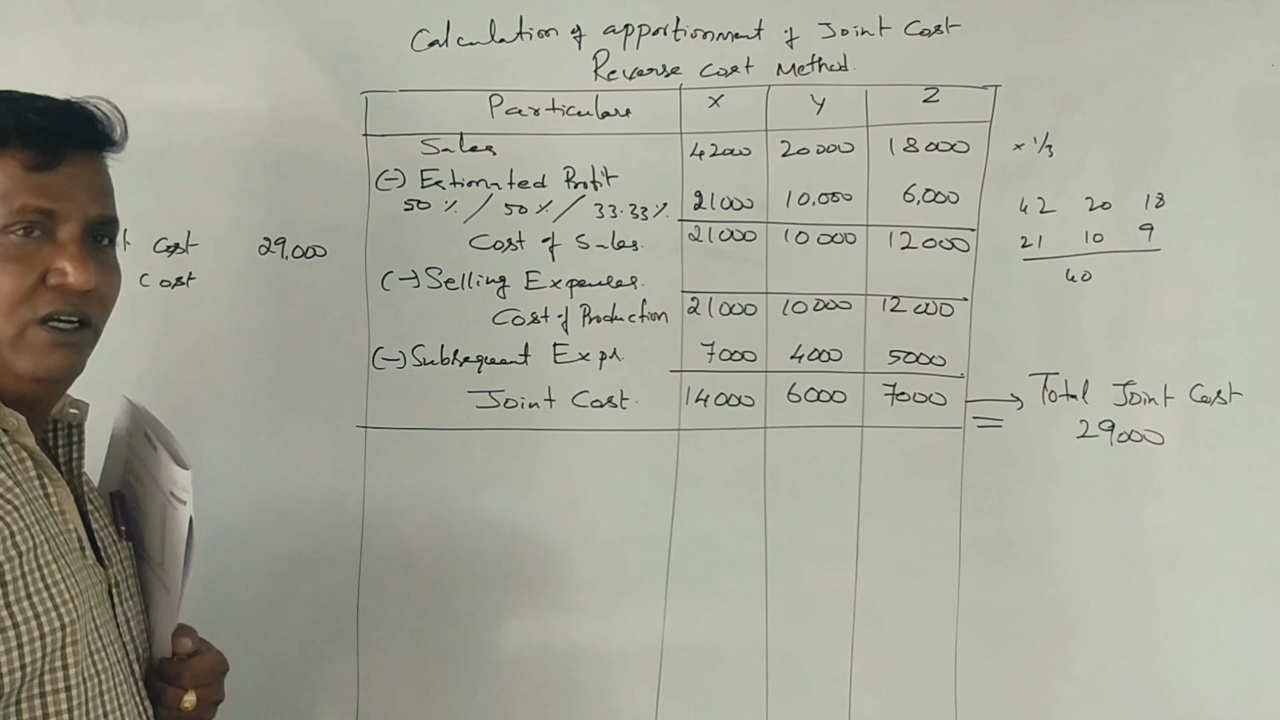 Calculation of apportionment of Joint Cost
Reverse Cost Method.
Particulars X Y Z
Sales 42000 20000 18000 × 1/3
(-) Estimated Profit
50% / 50% / 33.33% 21000 10,000 6,000
42 20 18
21 10 9
40
Cost of Sales. 21000 10000 12000
Cost 29,000
Cost
(-) Selling Expenses.
Cost of Production 21000 10000 12000
(-) Subsequent Exps. 7000 4000 5000
Joint Cost. 14000 6000 7000 → Total Joint Cost
29000